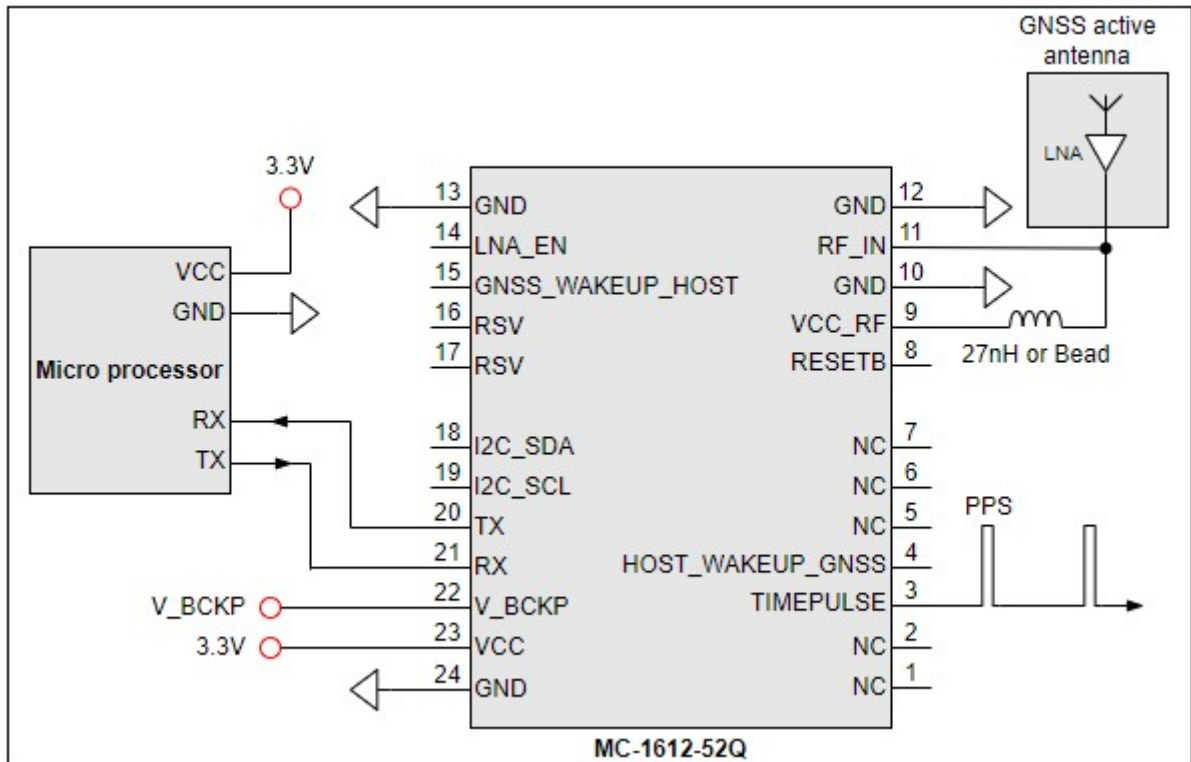 GNSS active
antenna
LNA
3.3V
Micro processor
VCC
GND
RX
TX
13 GND
14 LNA_EN
15 GNSS_WAKEUP_HOST
16 RSV
17 RSV
18 I2C_SDA
19 I2C_SCL
20 TX
21 RX
V_BCKP 22 V_BCKP
3.3V 23 VCC
24 GND
GND 12
RF_IN 11
GND 10
VCC_RF 9
27nH or Bead
RESETB 8
NC 7
NC 6
NC 5
HOST_WAKEUP_GNSS 4
TIMEPULSE 3
PPS
NC 2
NC 1
MC-1612-52Q